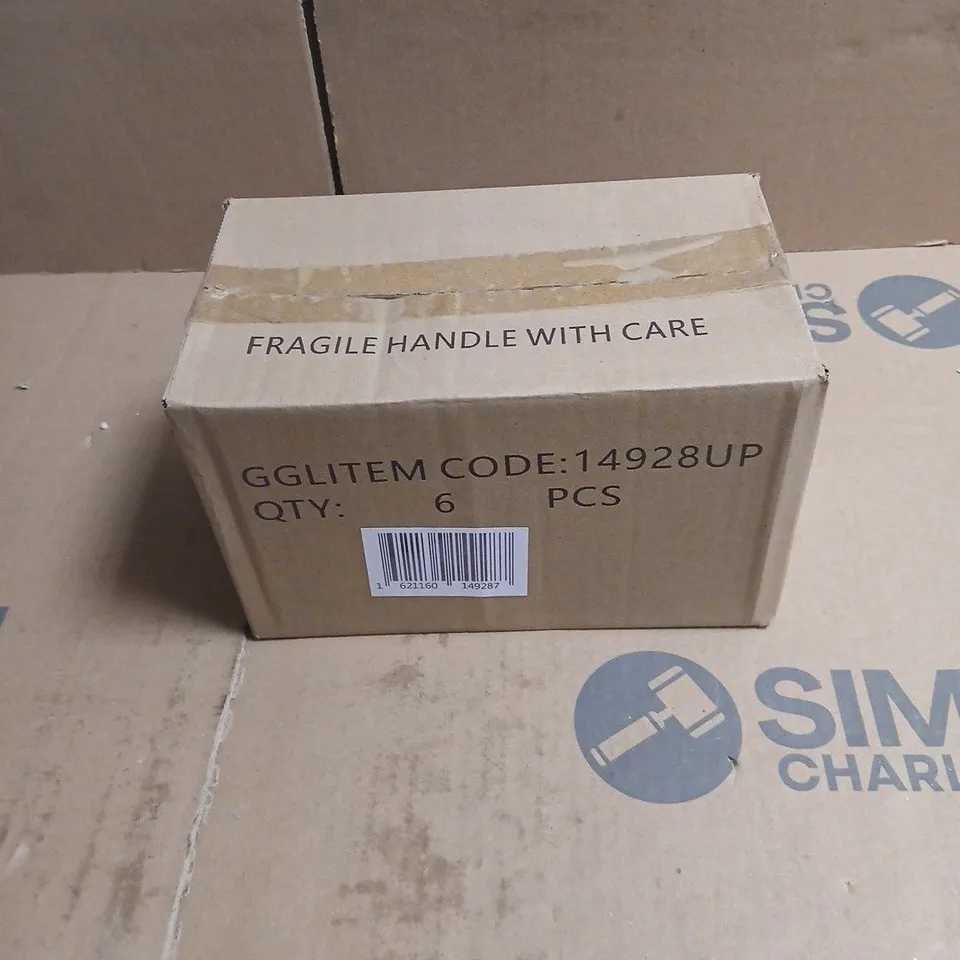 FRAGILE HANDLE WITH CARE
GGLITEM CODE:14928UP
QTY: 6 PCS
1 621160 149287
SIM
CHARL